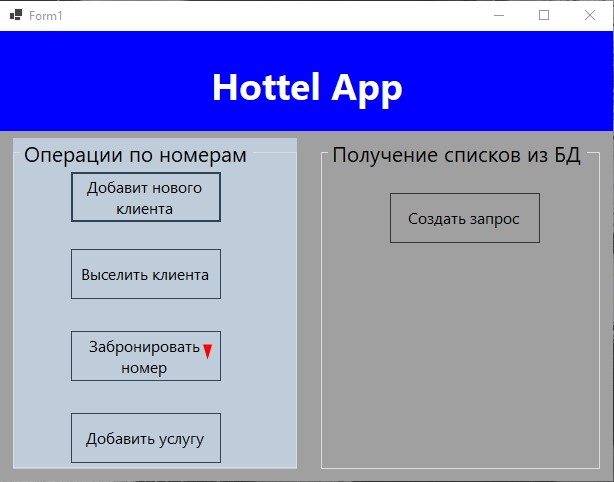 Form1
Hottel App
Операции по номерам
Добавит нового
клиента
Выселить клиента
Забронировать
номер
Добавить услугу
Получение списков из БД
Создать запрос